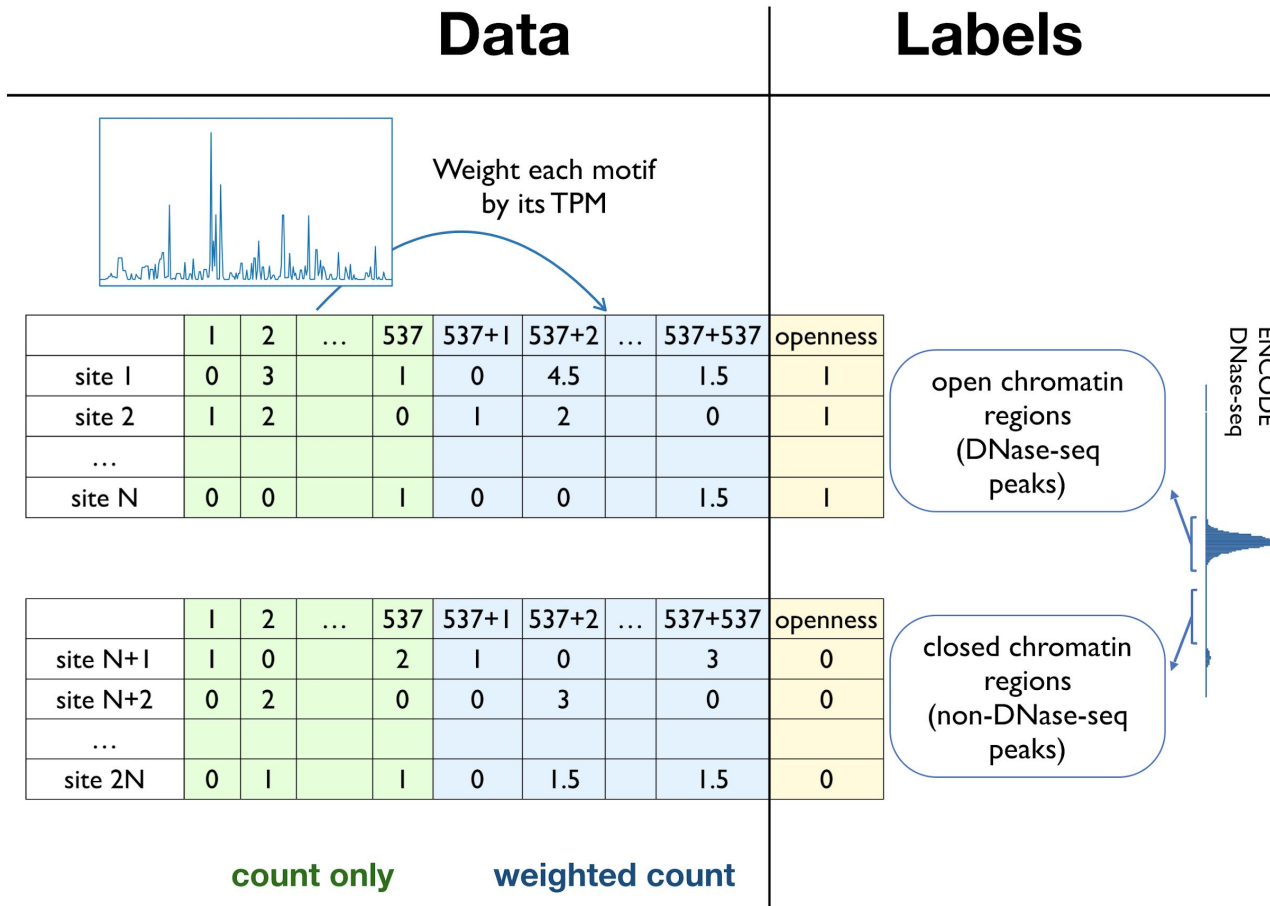 Data
Labels
Weight each motif
by its TPM
1 2 … 537 537+1 537+2 … 537+537 openness
site 1 0 3 1 0 4.5 1.5 1
site 2 1 2 0 1 2 0 1
…
site N 0 0 1 0 0 1.5 1
open chromatin
regions
(DNase-seq
peaks)
ENCODE
DNase-seq
1 2 … 537 537+1 537+2 … 537+537 openness
site N+1 1 0 2 1 0 3 0
site N+2 0 2 0 0 3 0 0
…
site 2N 0 1 1 0 1.5 1.5 0
closed chromatin
regions
(non-DNase-seq
peaks)
count only
weighted count